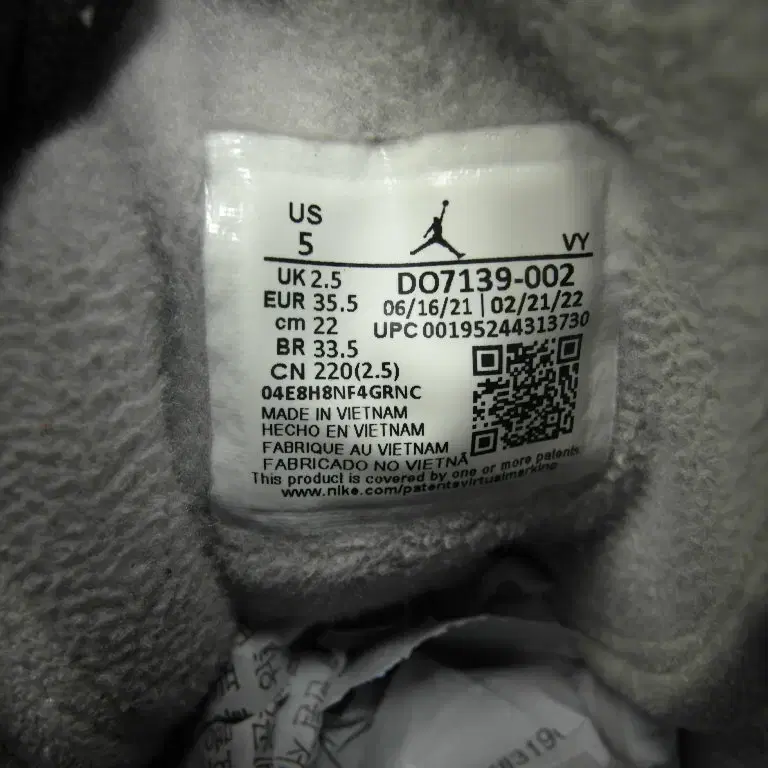 US
5
VY
UK 2.5
DO7139-002
EUR 35.5
06/16/21 | 02/21/22
cm 22
UPC 00195244313730
BR 33.5
CN 220(2.5)
04E8H8NF4GRNC
MADE IN VIETNAM
HECHO EN VIETNAM
FABRIQUE AU VIETNAM
FABRICADO NO VIETNÃ
This product is covered by one or more patents
www.nike.com/patentsvirtualmarking